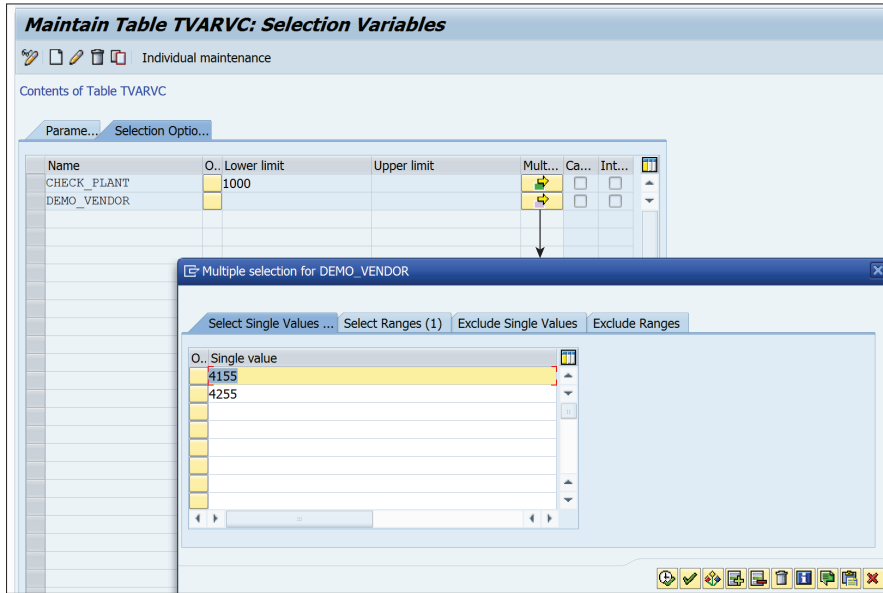 Maintain Table TVARVC: Selection Variables
Individual maintenance
Contents of Table TVARVC
Parame... Selection Optio...
Name O.. Lower limit Upper limit Mult... Ca... Int...
CHECK_PLANT 1000
DEMO_VENDOR
Multiple selection for DEMO_VENDOR
Select Single Values ... Select Ranges (1) Exclude Single Values Exclude Ranges
O.. Single value
4155
4255